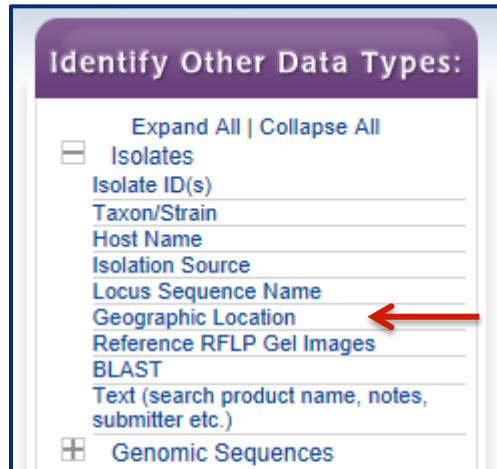 Identify Other Data Types:
Expand All | Collapse All
Isolates
Isolate ID(s)
Taxon/Strain
Host Name
Isolation Source
Locus Sequence Name
Geographic Location
Reference RFLP Gel Images
BLAST
Text (search product name, notes,
submitter etc.)
Genomic Sequences